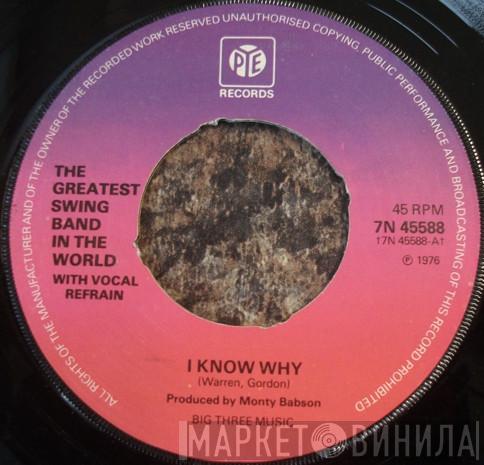 ALL RIGHTS OF THE MANUFACTURER AND OF THE OWNER OF THE RECORDED WORK RESERVED UNAUTHORISED COPYING, PUBLIC PERFORMANCE AND BROADCASTING OF THIS RECORD PROHIBITED
PYE
RECORDS
THE
GREATEST
SWING
BAND
IN THE
WORLD
WITH VOCAL
REFRAIN
45 RPM
7N 45588
17N 45588-A†
℗ 1976
I KNOW WHY
(Warren, Gordon)
Produced by Monty Babson
BIG THREE MUSIC
МАРКЕТ ВИНИЛА!